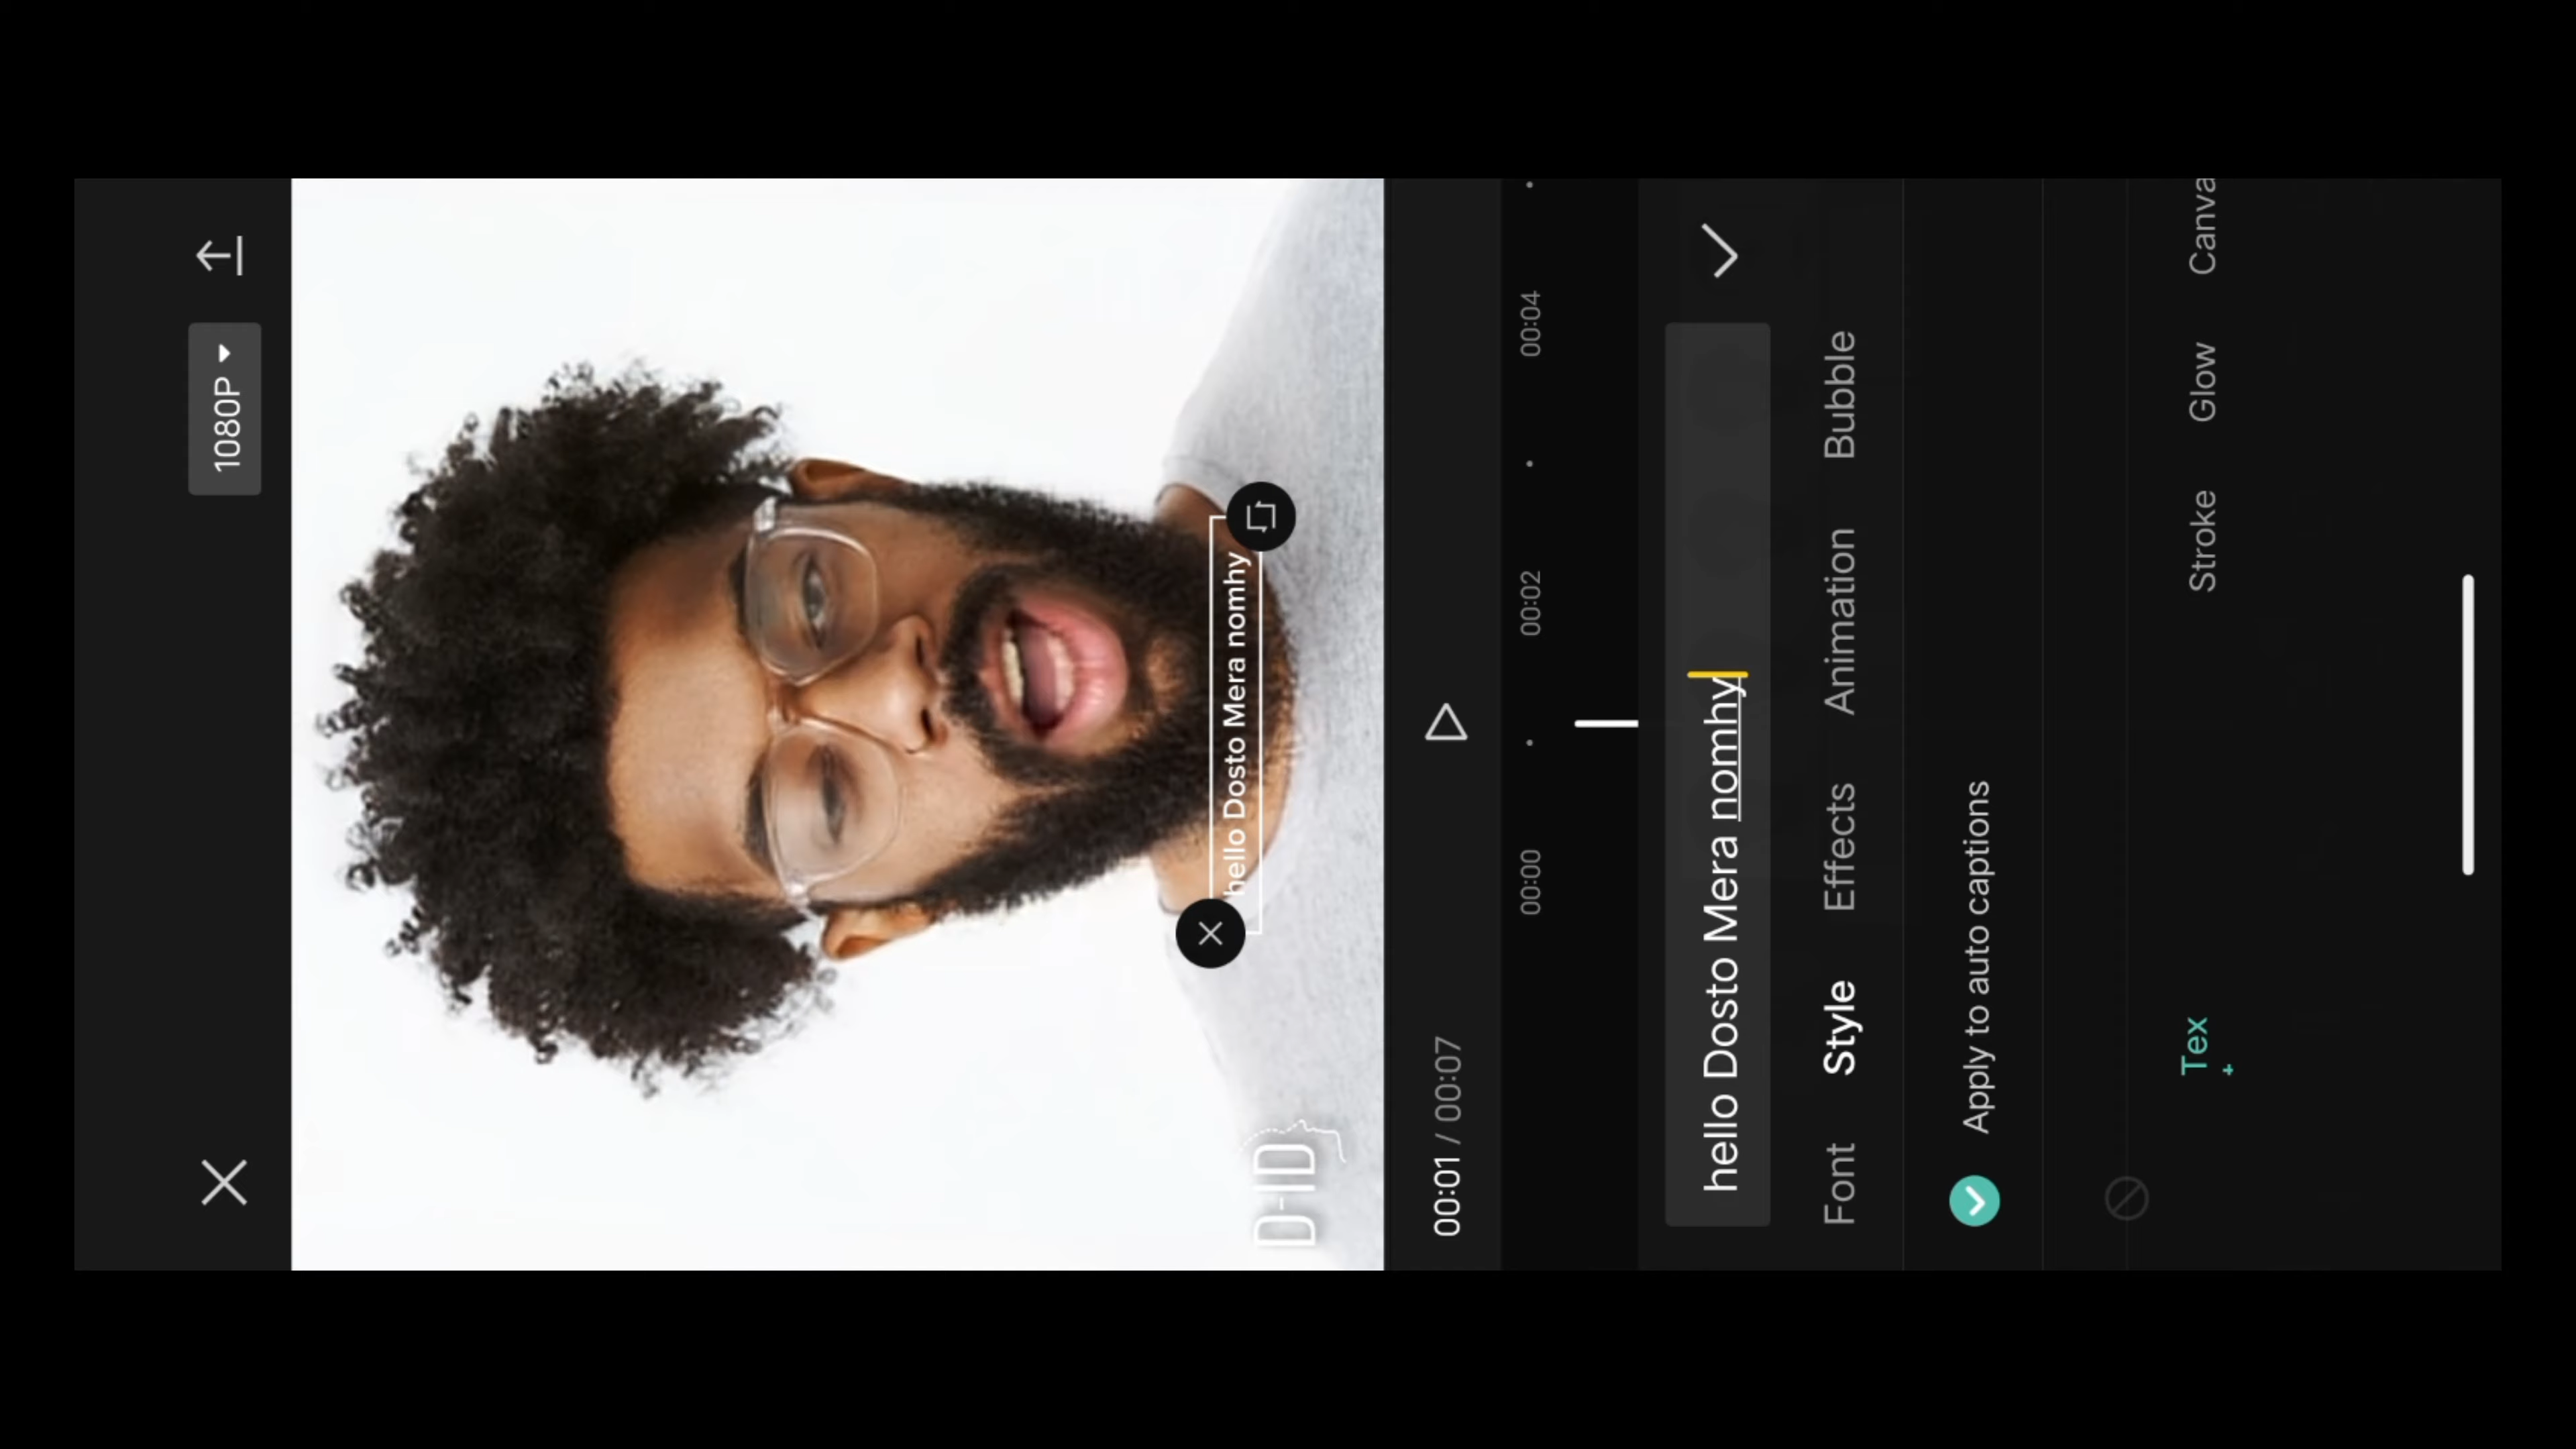 1080P
hello Dosto Mera nomhy
D-ID
00:01 / 00:07
00:00
00:02
00:04
hello Dosto Mera nomhy
Font Style Effects Animation Bubble
Apply to auto captions
Tex Stroke Glow Canva